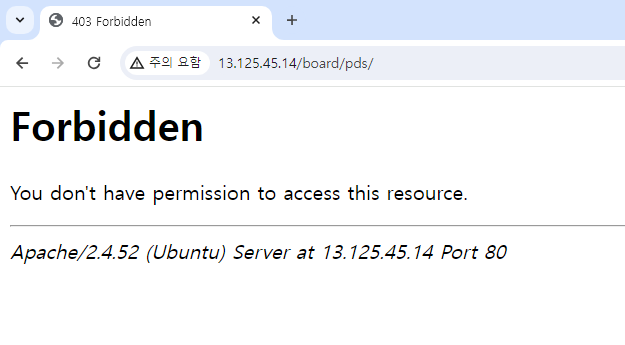 403 Forbidden
주의 요함 13.125.45.14/board/pds/
Forbidden
You don't have permission to access this resource.
Apache/2.4.52 (Ubuntu) Server at 13.125.45.14 Port 80